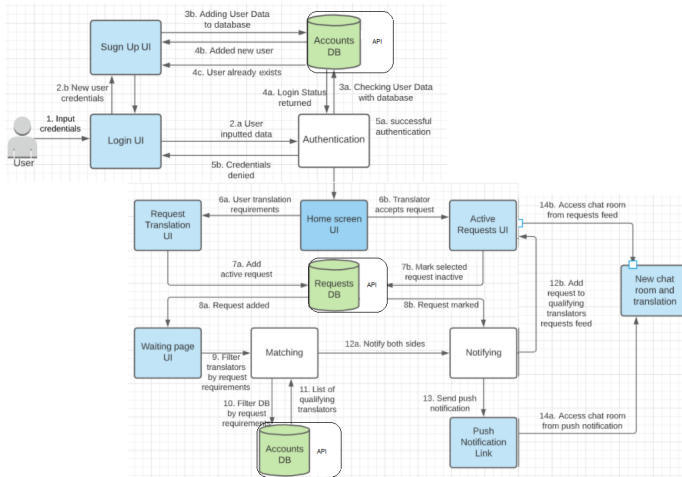 3b. Adding User Data
to database
Sugn Up UI
4b. Added new user
4c. User already exists
Accounts
DB
API
2.b New user
credentials
4a. Login Status
returned
3a. Checking User Data
with database
1. Input
credentials
User
Login UI
2.a User
inputted data
Authentication
5a. successful
authentication
5b. Credentials
denied
Request
Translation
UI
6a. User translation
requirements
Home screen
UI
6b. Translator
accepts request
Active
Requests UI
14b. Access chat room
from requests feed
7a. Add
active request
Requests
DB
API
7b. Mark selected
request inactive
12b. Add
request to
qualifying
translators
requests feed
New chat
room and
translation
8a. Request added
8b. Request marked
Waiting page
UI
9. Filter
translators
by request
requirements
Matching
12a. Notify both sides
Notifying
10. Filter DB
by request
requirements
11. List of
qualifying
translators
13. Send push
notification
Accounts
DB
API
Push
Notification
Link
14a. Access chat room
from push notification